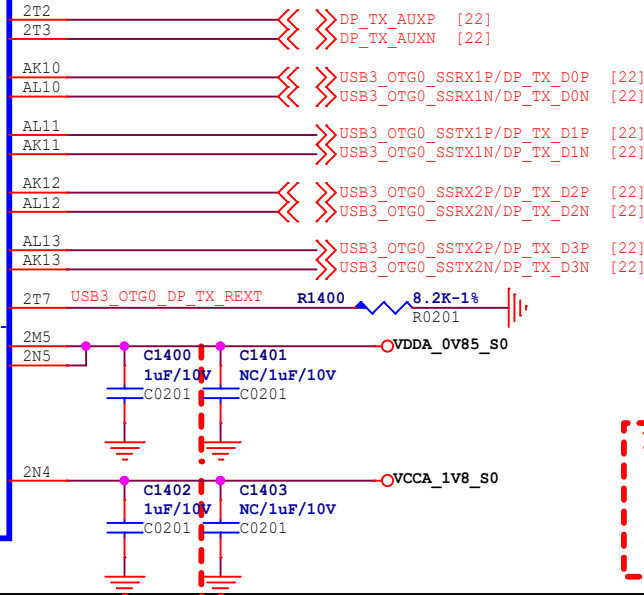 2T2 DP_TX_AUXP [22]
2T3 DP_TX_AUXN [22]
AK10 USB3_OTG0_SSRX1P/DP_TX_D0P [22]
AL10 USB3_OTG0_SSRX1N/DP_TX_D0N [22]
AL11 USB3_OTG0_SSTX1P/DP_TX_D1P [22]
AK11 USB3_OTG0_SSTX1N/DP_TX_D1N [22]
AK12 USB3_OTG0_SSRX2P/DP_TX_D2P [22]
AL12 USB3_OTG0_SSRX2N/DP_TX_D2N [22]
AL13 USB3_OTG0_SSTX2P/DP_TX_D3P [22]
AK13 USB3_OTG0_SSTX2N/DP_TX_D3N [22]
2T7 USB3_OTG0_DP_TX_REXT R1400 8.2K-1%
R0201
2M5 VDDA_0V85_S0
2N5 C1400 C1401
1uF/10V NC/1uF/10V
C0201 C0201
2N4 VCCA_1V8_S0
C1402 C1403
1uF/10V NC/1uF/10V
C0201 C0201